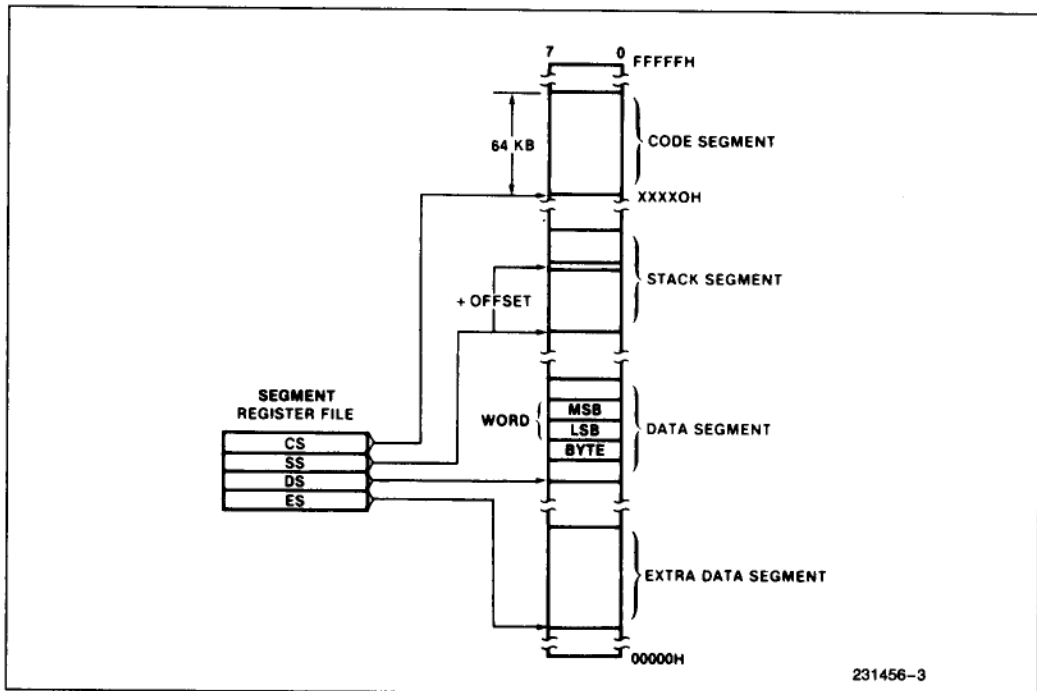 7 0
FFFFFH
64 KB
CODE SEGMENT
XXXX0H
STACK SEGMENT
+ OFFSET
SEGMENT
REGISTER FILE
CS
SS
DS
ES
WORD
MSB
LSB
BYTE
DATA SEGMENT
EXTRA DATA SEGMENT
00000H
231456-3